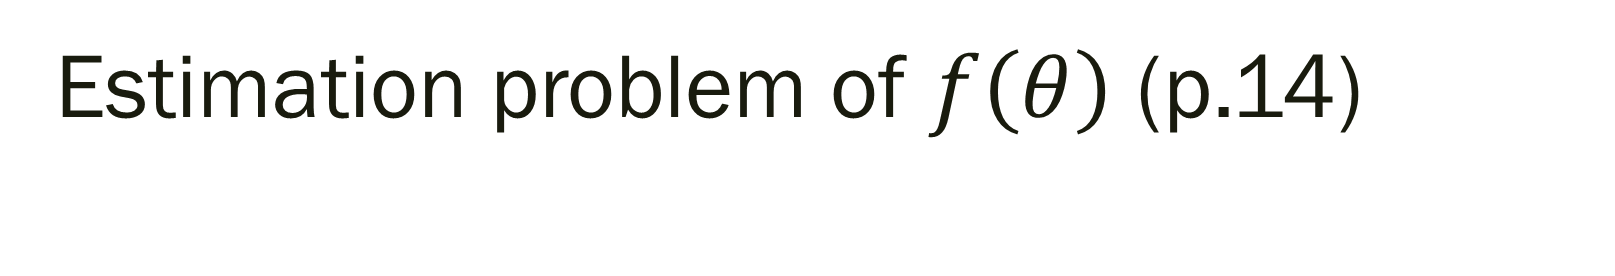 Estimation problem of 𝑓(𝜃) (p.14)